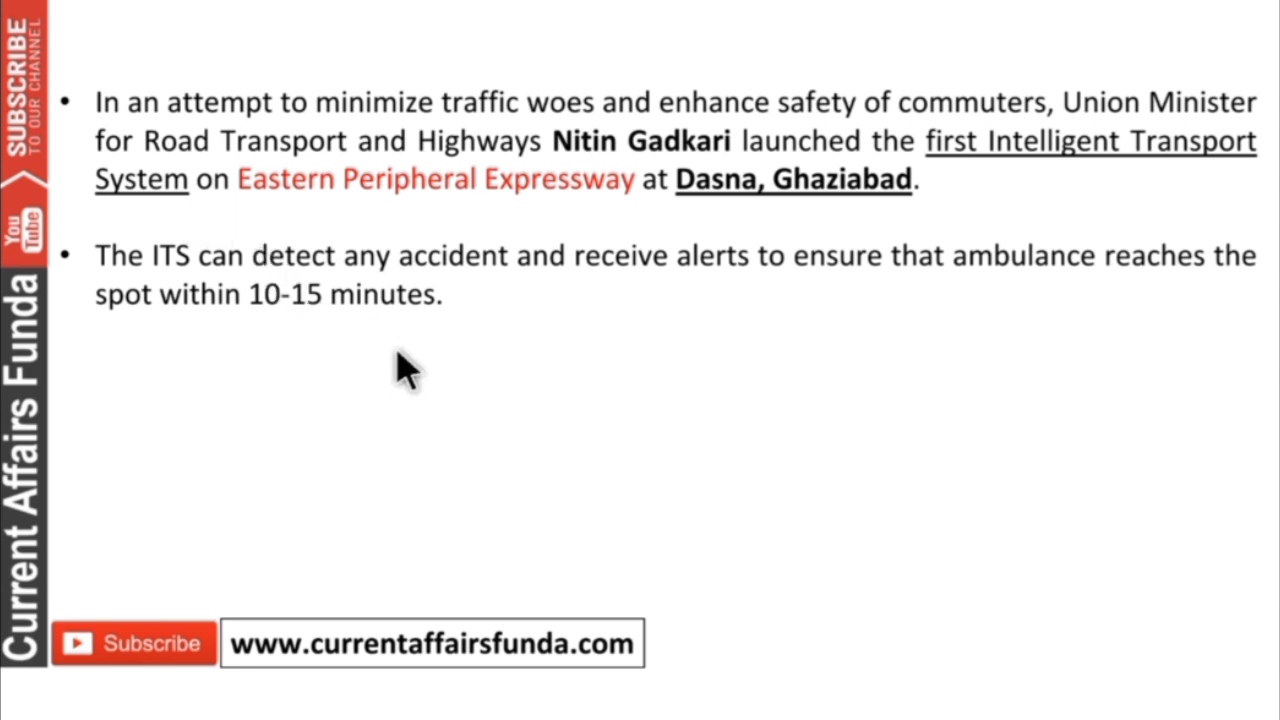 • In an attempt to minimize traffic woes and enhance safety of commuters, Union Minister
for Road Transport and Highways Nitin Gadkari launched the first Intelligent Transport
System on Eastern Peripheral Expressway at Dasna, Ghaziabad.
• The ITS can detect any accident and receive alerts to ensure that ambulance reaches the
spot within 10-15 minutes.
SUBSCRIBE
TO OUR CHANNEL
You
Tube
Current Affairs Funda
Subscribe
www.currentaffairsfunda.com